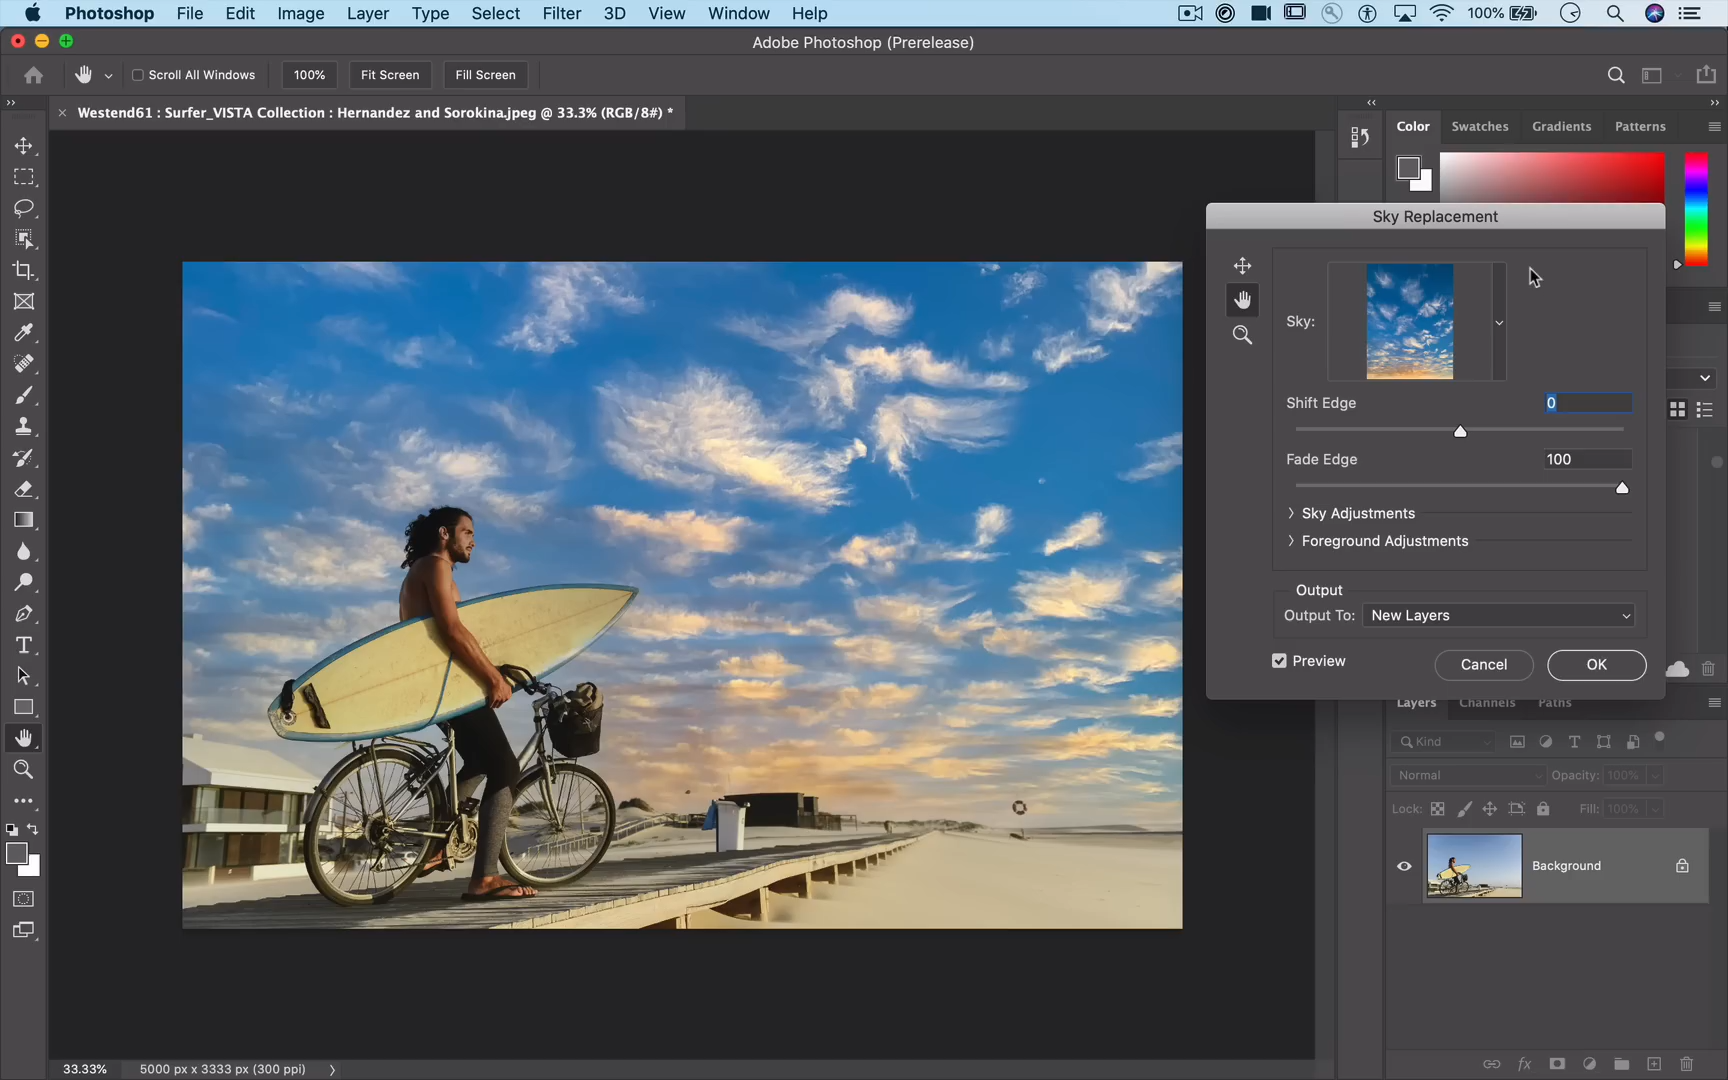 Photoshop File Edit Image Layer Type Select Filter 3D View Window Help 100%
Adobe Photoshop (Prerelease)
Scroll All Windows 100% Fit Screen Fill Screen
Westend61 : Surfer_VISTA Collection : Hernandez and Sorokina.jpeg @ 33.3% (RGB/8#) *
Color Swatches Gradients Patterns
Sky Replacement
Sky:
Shift Edge 0
Fade Edge 100
Sky Adjustments
Foreground Adjustments
Output
Output To: New Layers
Preview Cancel OK
Layers Channels Paths
Kind
Normal Opacity: 100%
Lock: Fill: 100%
Background
33.33% 5000 px x 3333 px (300 ppi)